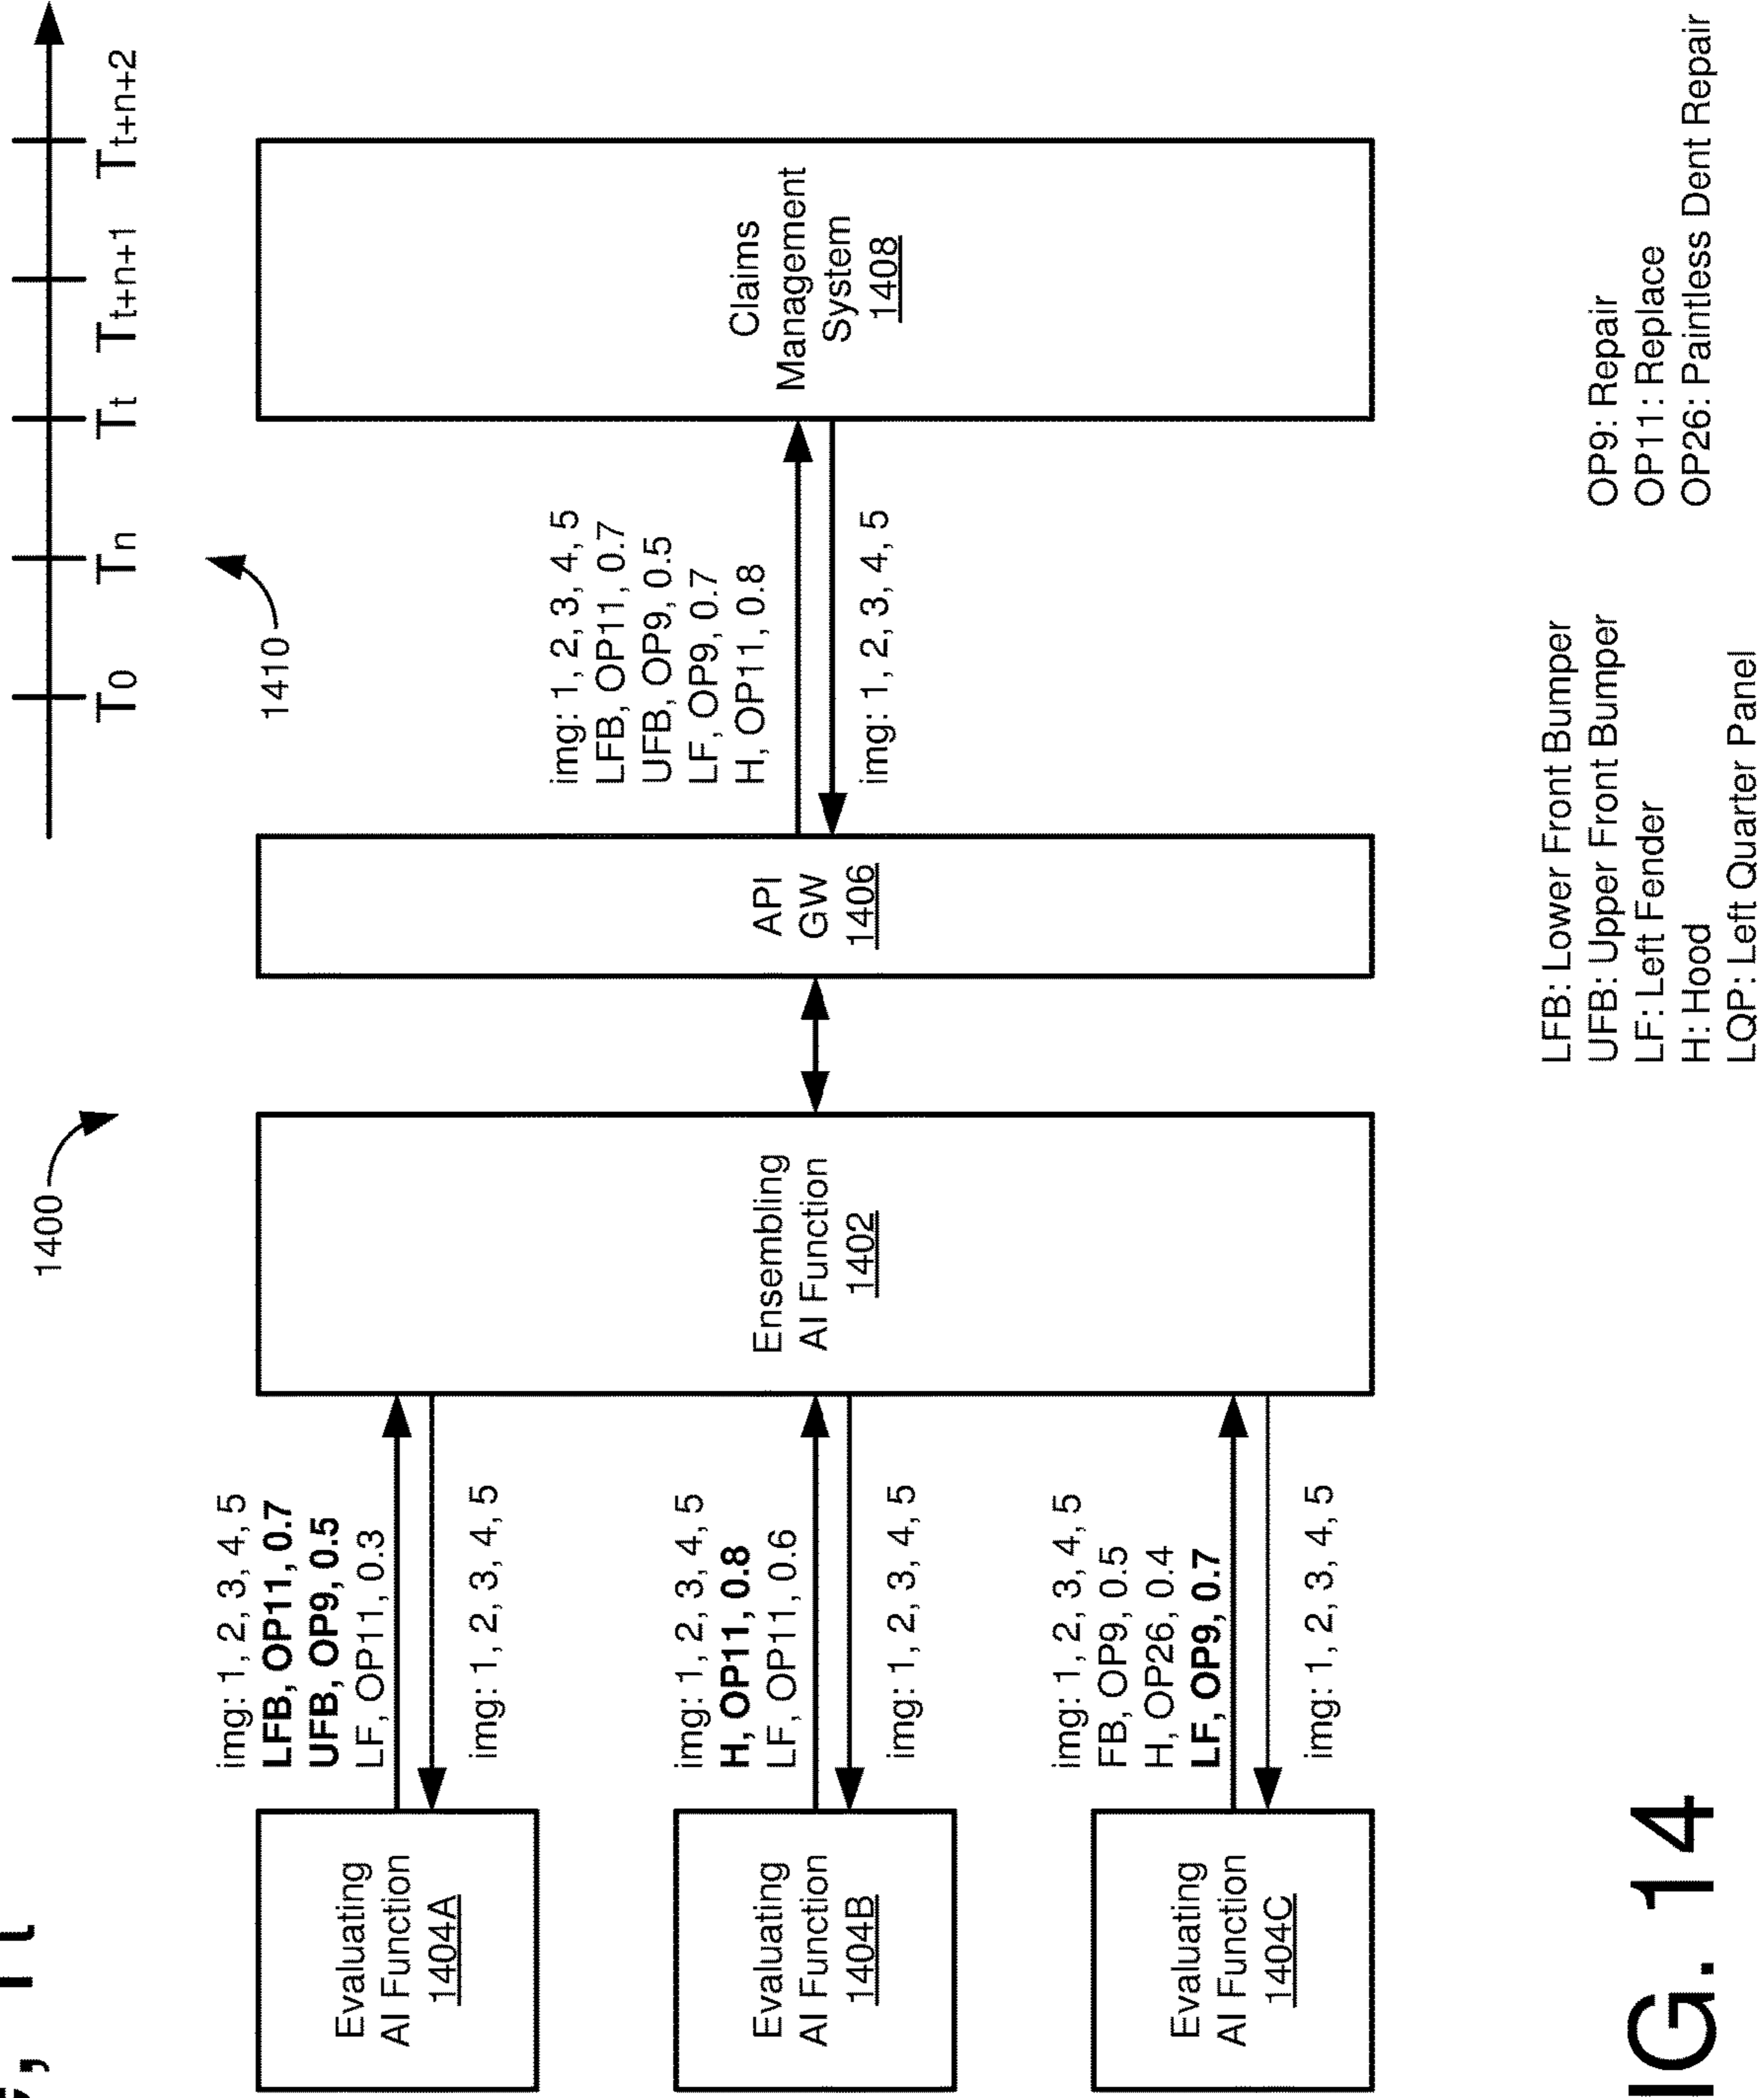 1400
T0
Tn
Tt
Tt+n+1
Tt+n+2
1410
Evaluating
AI Function
1404A
img: 1, 2, 3, 4, 5
LFB, OP11, 0.7
UFB, OP9, 0.5
LF, OP11, 0.3
img: 1, 2, 3, 4, 5
Evaluating
AI Function
1404B
img: 1, 2, 3, 4, 5
H, OP11, 0.8
LF, OP11, 0.6
img: 1, 2, 3, 4, 5
Evaluating
AI Function
1404C
img: 1, 2, 3, 4, 5
FB, OP9, 0.5
H, OP26, 0.4
LF, OP9, 0.7
img: 1, 2, 3, 4, 5
Ensembling
AI Function
1402
API
GW
1406
img: 1, 2, 3, 4, 5
LFB, OP11, 0.7
UFB, OP9, 0.5
LF, OP9, 0.7
H, OP11, 0.8
img: 1, 2, 3, 4, 5
Claims
Management
System
1408
LFB: Lower Front Bumper
UFB: Upper Front Bumper
LF: Left Fender
H: Hood
LQP: Left Quarter Panel
OP9: Repair
OP11: Replace
OP26: Paintless Dent Repair
IG. 14